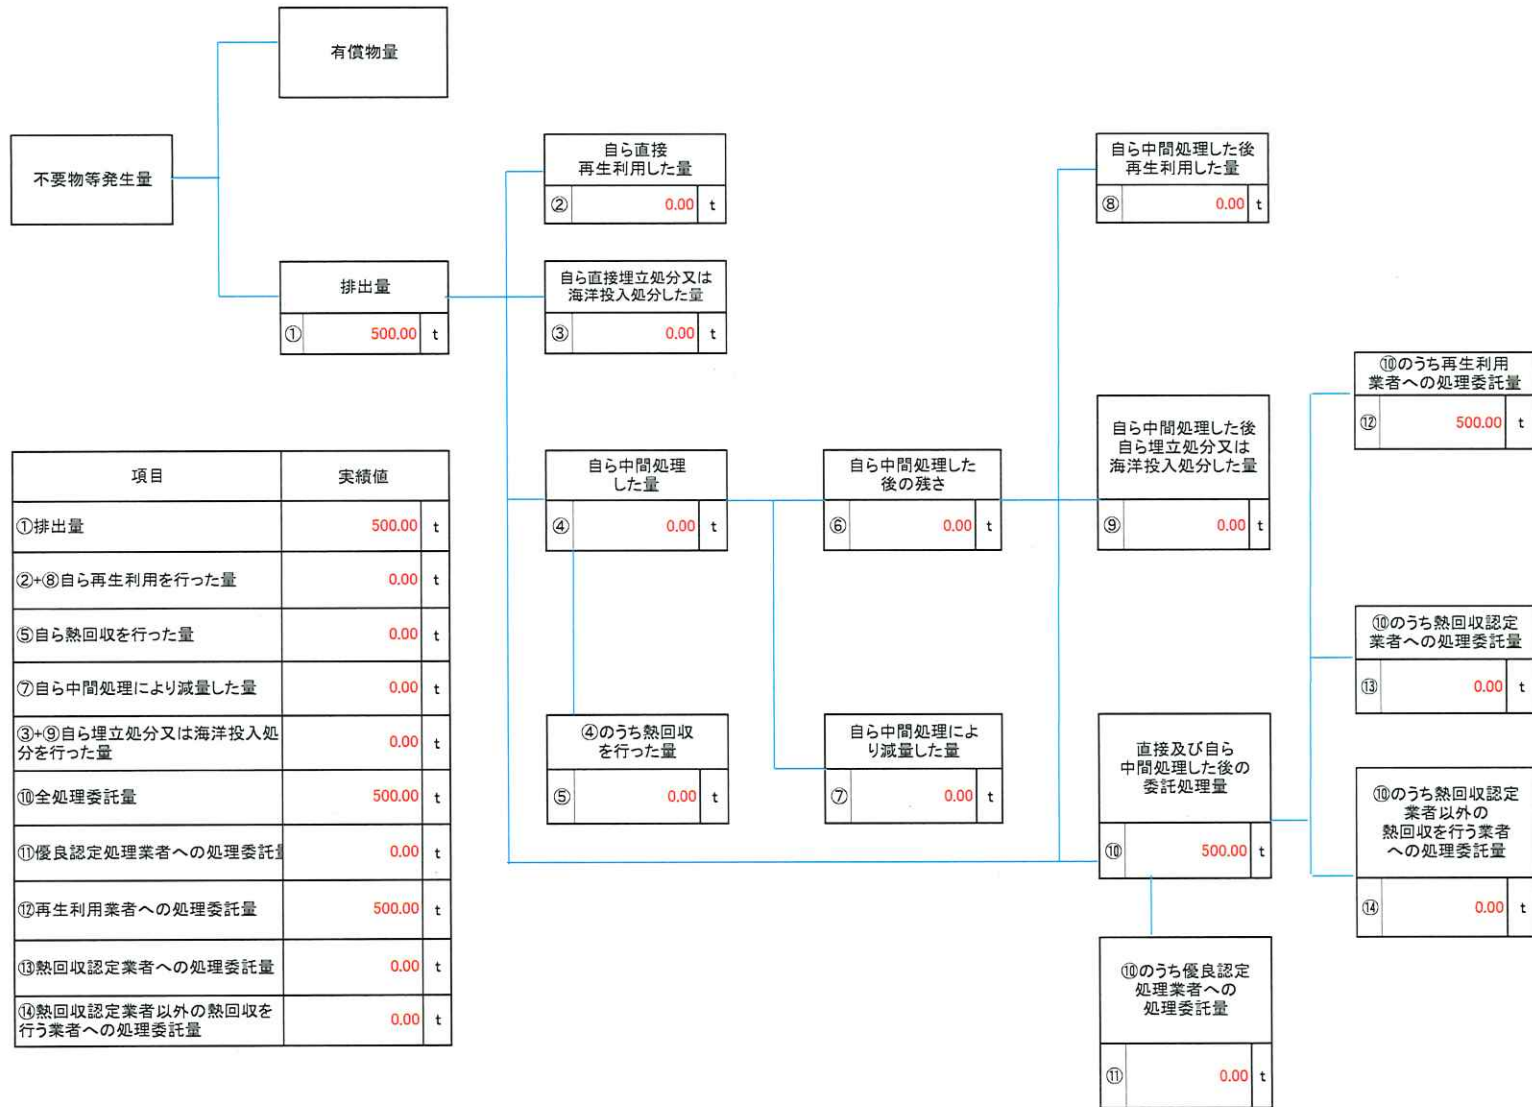 有償物量
不要物等発生量
排出量
① 500.00 t
自ら直接
再生利用した量
② 0.00 t
自ら直接埋立処分又は
海洋投入処分した量
③ 0.00 t
自ら中間処理
した量
④ 0.00 t
④のうち熱回収
を行った量
⑤ 0.00 t
自ら中間処理した
後の残さ
⑥ 0.00 t
自ら中間処理によ
り減量した量
⑦ 0.00 t
自ら中間処理した後
再生利用した量
⑧ 0.00 t
自ら中間処理した後
自ら埋立処分又は
海洋投入処分した量
⑨ 0.00 t
直接及び自ら
中間処理した後の
委託処理量
⑩ 500.00 t
⑩のうち優良認定
処理業者への
処理委託量
⑪ 0.00 t
⑩のうち再生利用
業者への処理委託量
⑫ 500.00 t
⑩のうち熱回収認定
業者への処理委託量
⑬ 0.00 t
⑩のうち熱回収認定
業者以外の
熱回収を行う業者
への処理委託量
⑭ 0.00 t
項目 実績値
①排出量 500.00 t
②+⑧自ら再生利用を行った量 0.00 t
⑤自ら熱回収を行った量 0.00 t
⑦自ら中間処理により減量した量 0.00 t
③+⑨自ら埋立処分又は海洋投入処
分を行った量 0.00 t
⑩全処理委託量 500.00 t
⑪優良認定処理業者への処理委託 0.00 t
⑫再生利用業者への処理委託量 500.00 t
⑬熱回収認定業者への処理委託量 0.00 t
⑭熱回収認定業者以外の熱回収を
行う業者への処理委託量 0.00 t